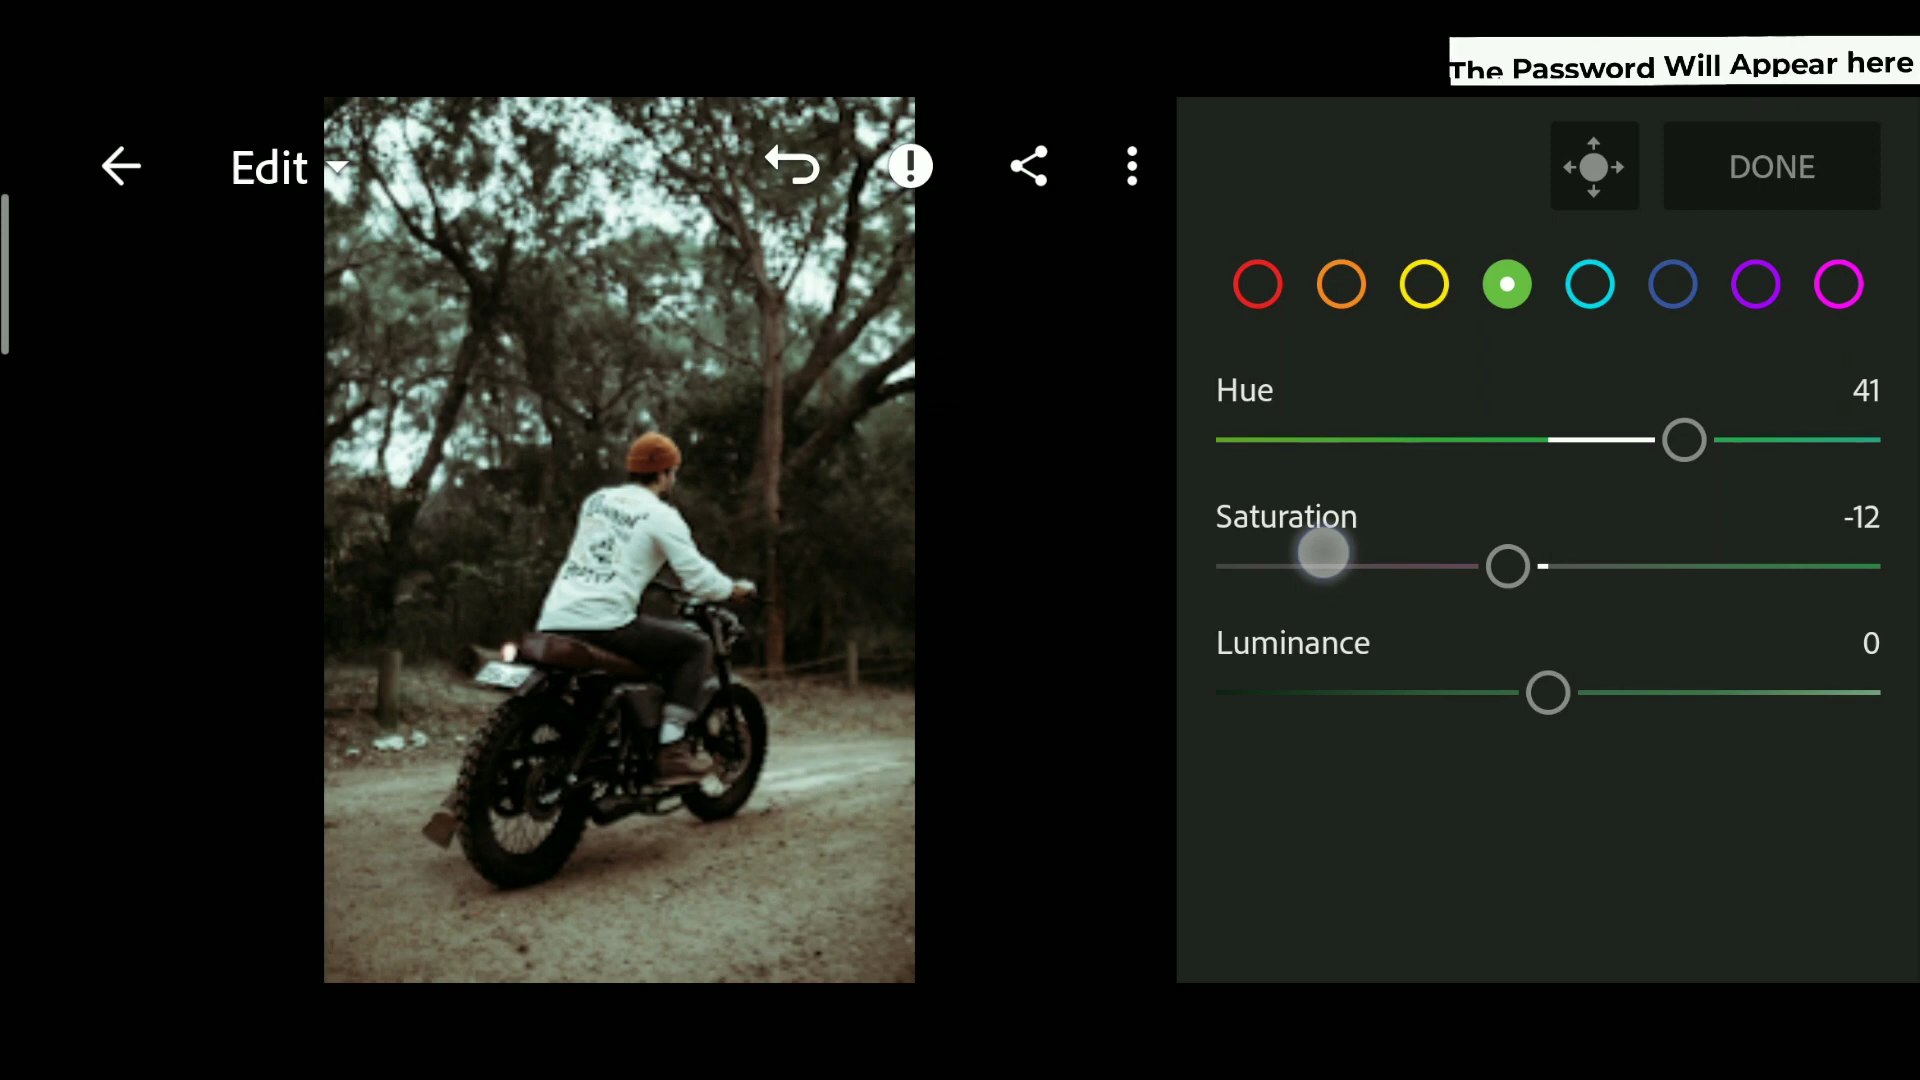 The Password Will Appear here
Edit
DONE
Hue
41
Saturation
-12
Luminance
0